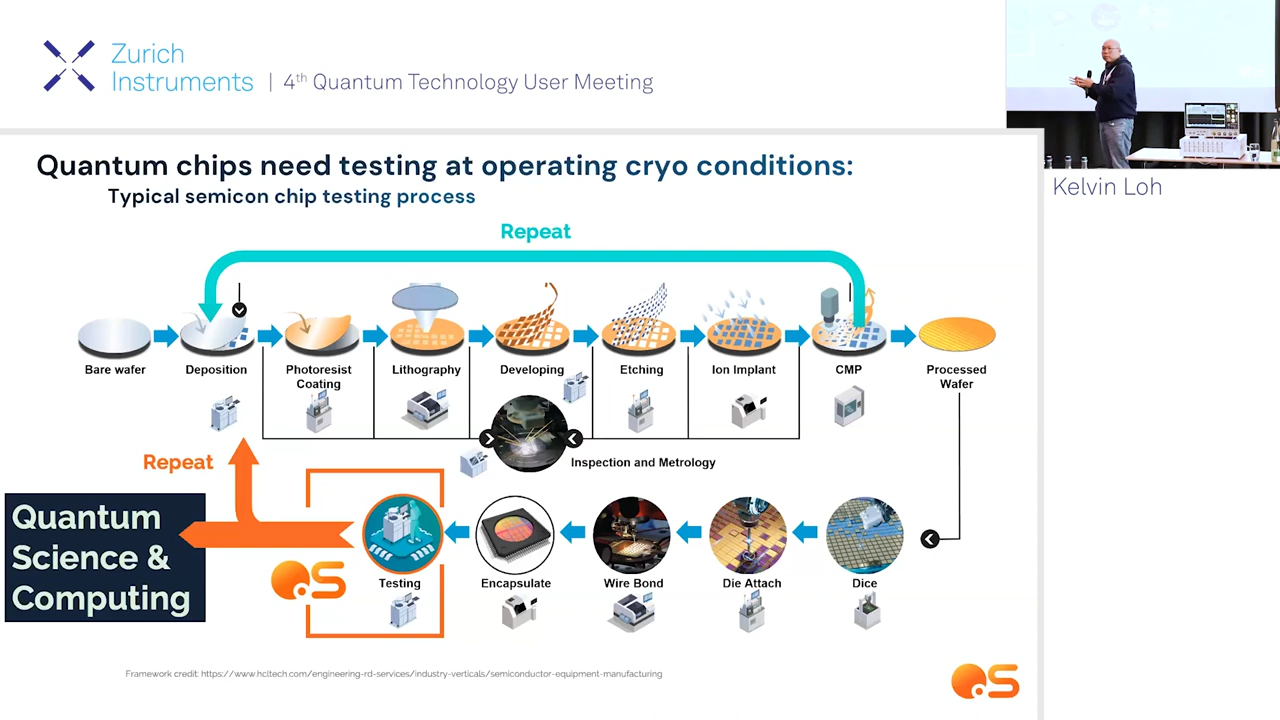 Zurich
Instruments | 4th Quantum Technology User Meeting
Kelvin Loh
Quantum chips need testing at operating cryo conditions:
Typical semicon chip testing process
Repeat
Bare wafer
Deposition
Photoresist
Coating
Lithography
Developing
Etching
Ion Implant
CMP
Processed
Wafer
Inspection and Metrology
Repeat
Quantum
Science &
Computing
QS
Testing
Encapsulate
Wire Bond
Die Attach
Dice
Framework credit: https://www.hcltech.com/engineering-rd-services/industry-verticals/semiconductor-equipment-manufacturing
QS